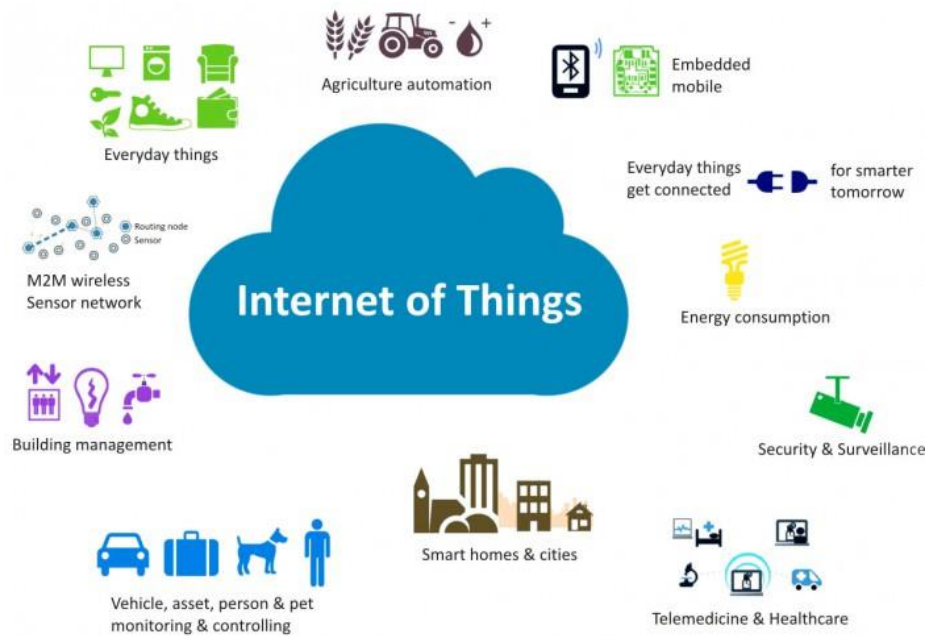 Agriculture automation
Embedded
mobile
Everyday things
Everyday things
get connected
for smarter
tomorrow
Routing node
Sensor
M2M wireless
Sensor network
Internet of Things
Energy consumption
Building management
Security & Surveillance
Smart homes & cities
Vehicle, asset, person & pet
monitoring & controlling
Telemedicine & Healthcare